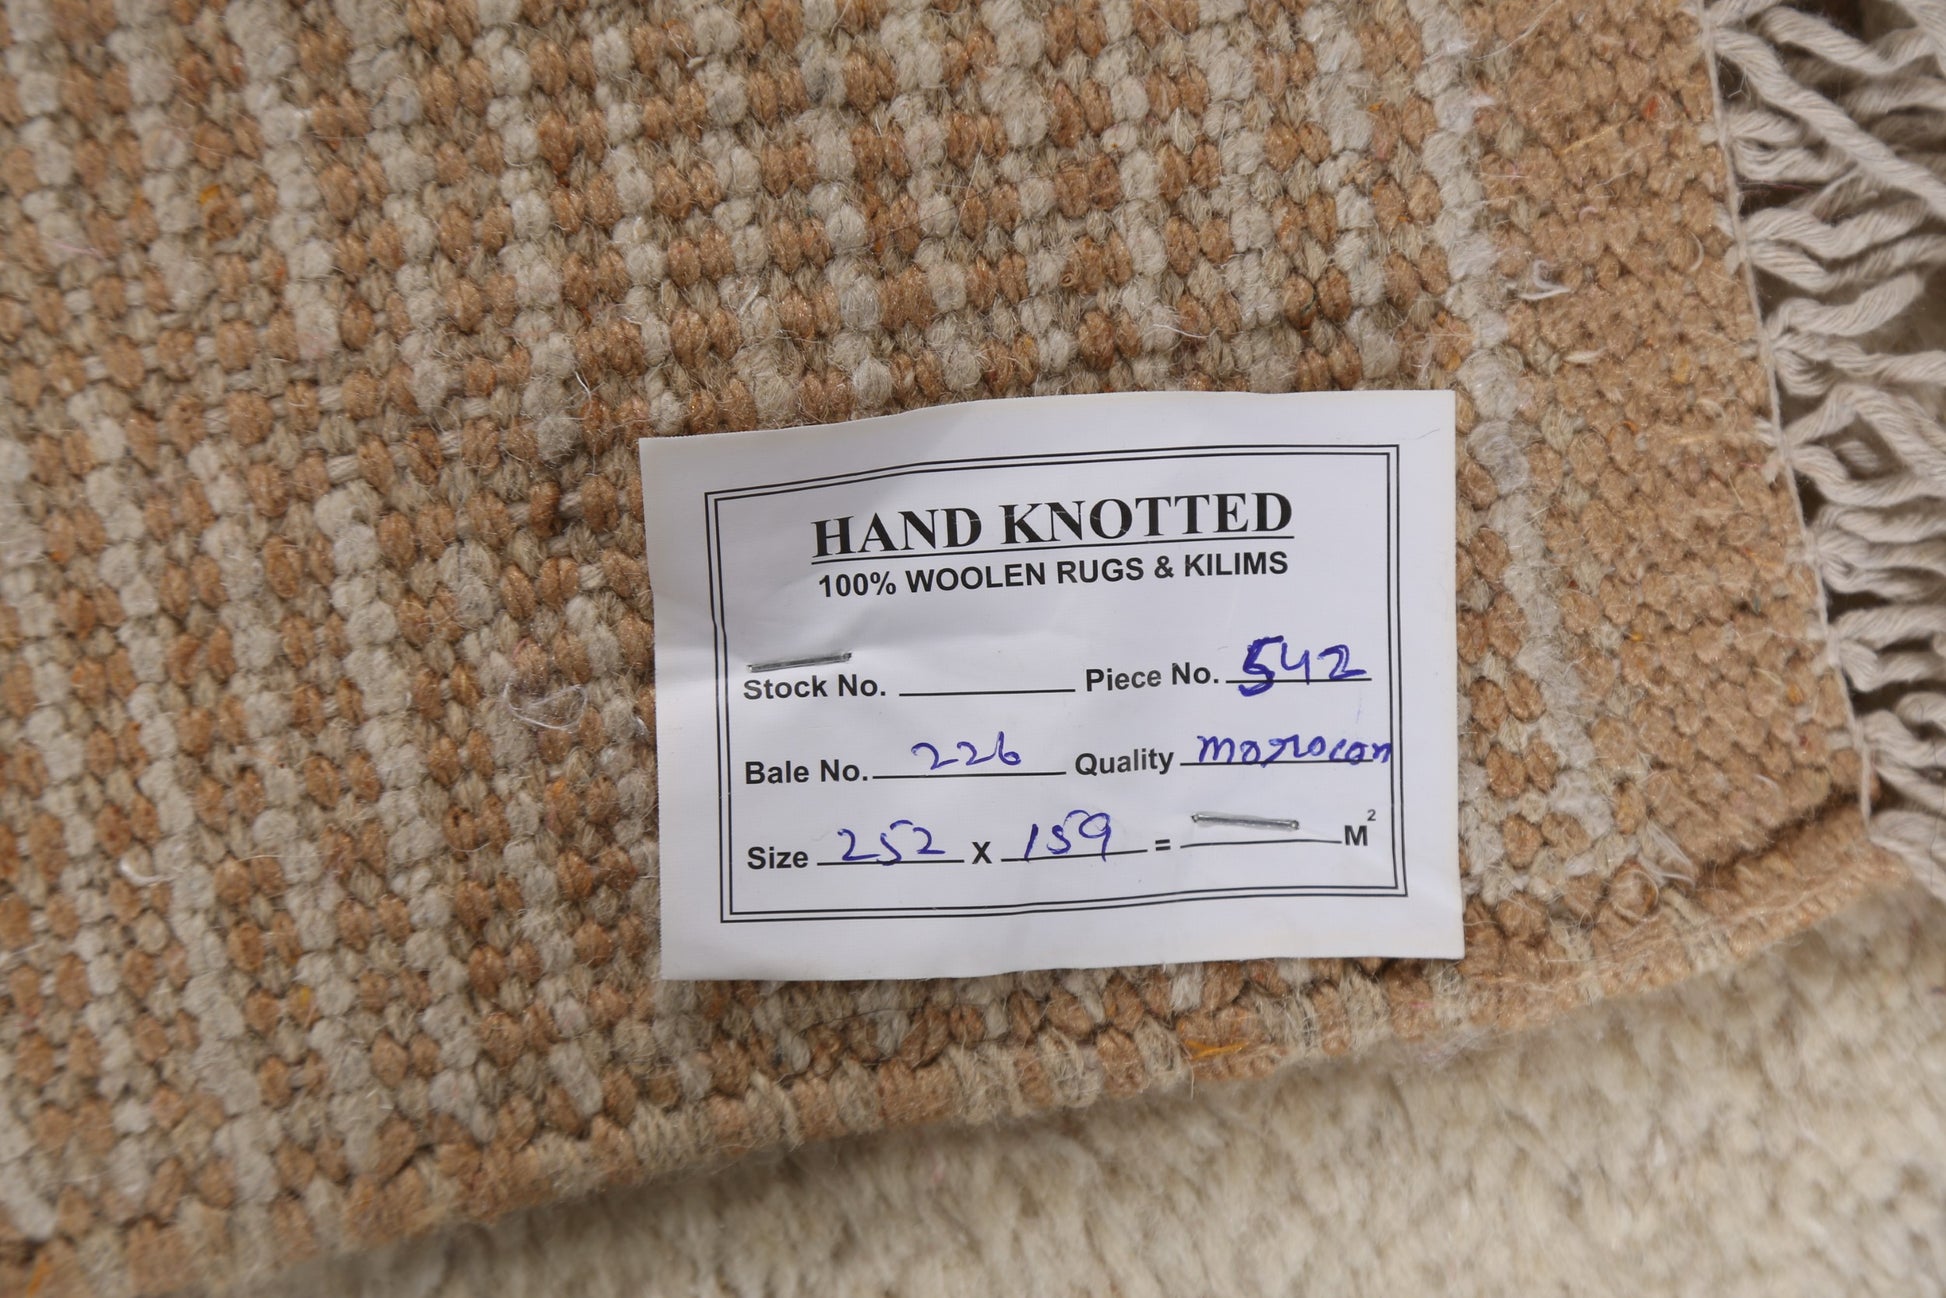 HAND KNOTTED
100% WOOLEN RUGS & KILIMS
Stock No. Piece No. 542
Bale No. 226 Quality morocan
Size 252 X 159 = M²